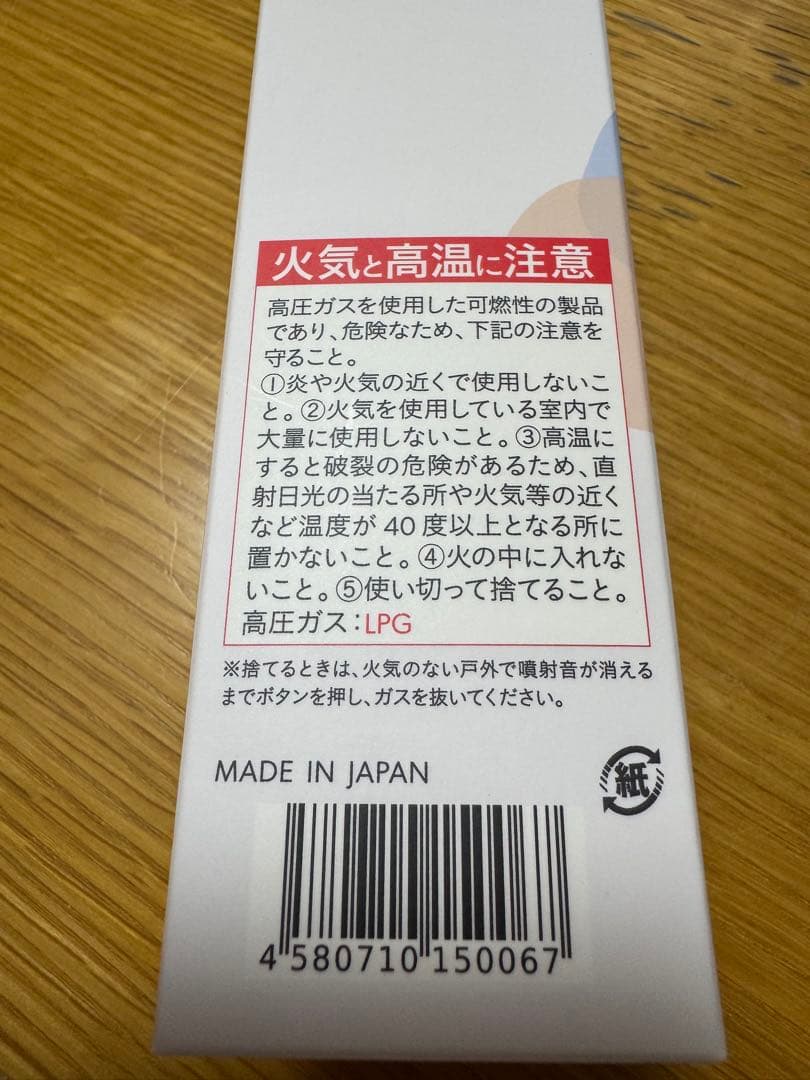 火気と高温に注意
高圧ガスを使用した可燃性の製品
であり、危険なため、下記の注意を
守ること。
①炎や火気の近くで使用しないこ
と。②火気を使用している室内で
大量に使用しないこと。③高温に
すると破裂の危険があるため、直
射日光の当たる所や火気等の近く
など温度が40度以上となる所に
置かないこと。④火の中に入れな
いこと。⑤使い切って捨てること。
高圧ガス:LPG
※捨てるときは、火気のない戸外で噴射音が消える
までボタンを押し、ガスを抜いてください。
MADE IN JAPAN
紙
4 580710 150067